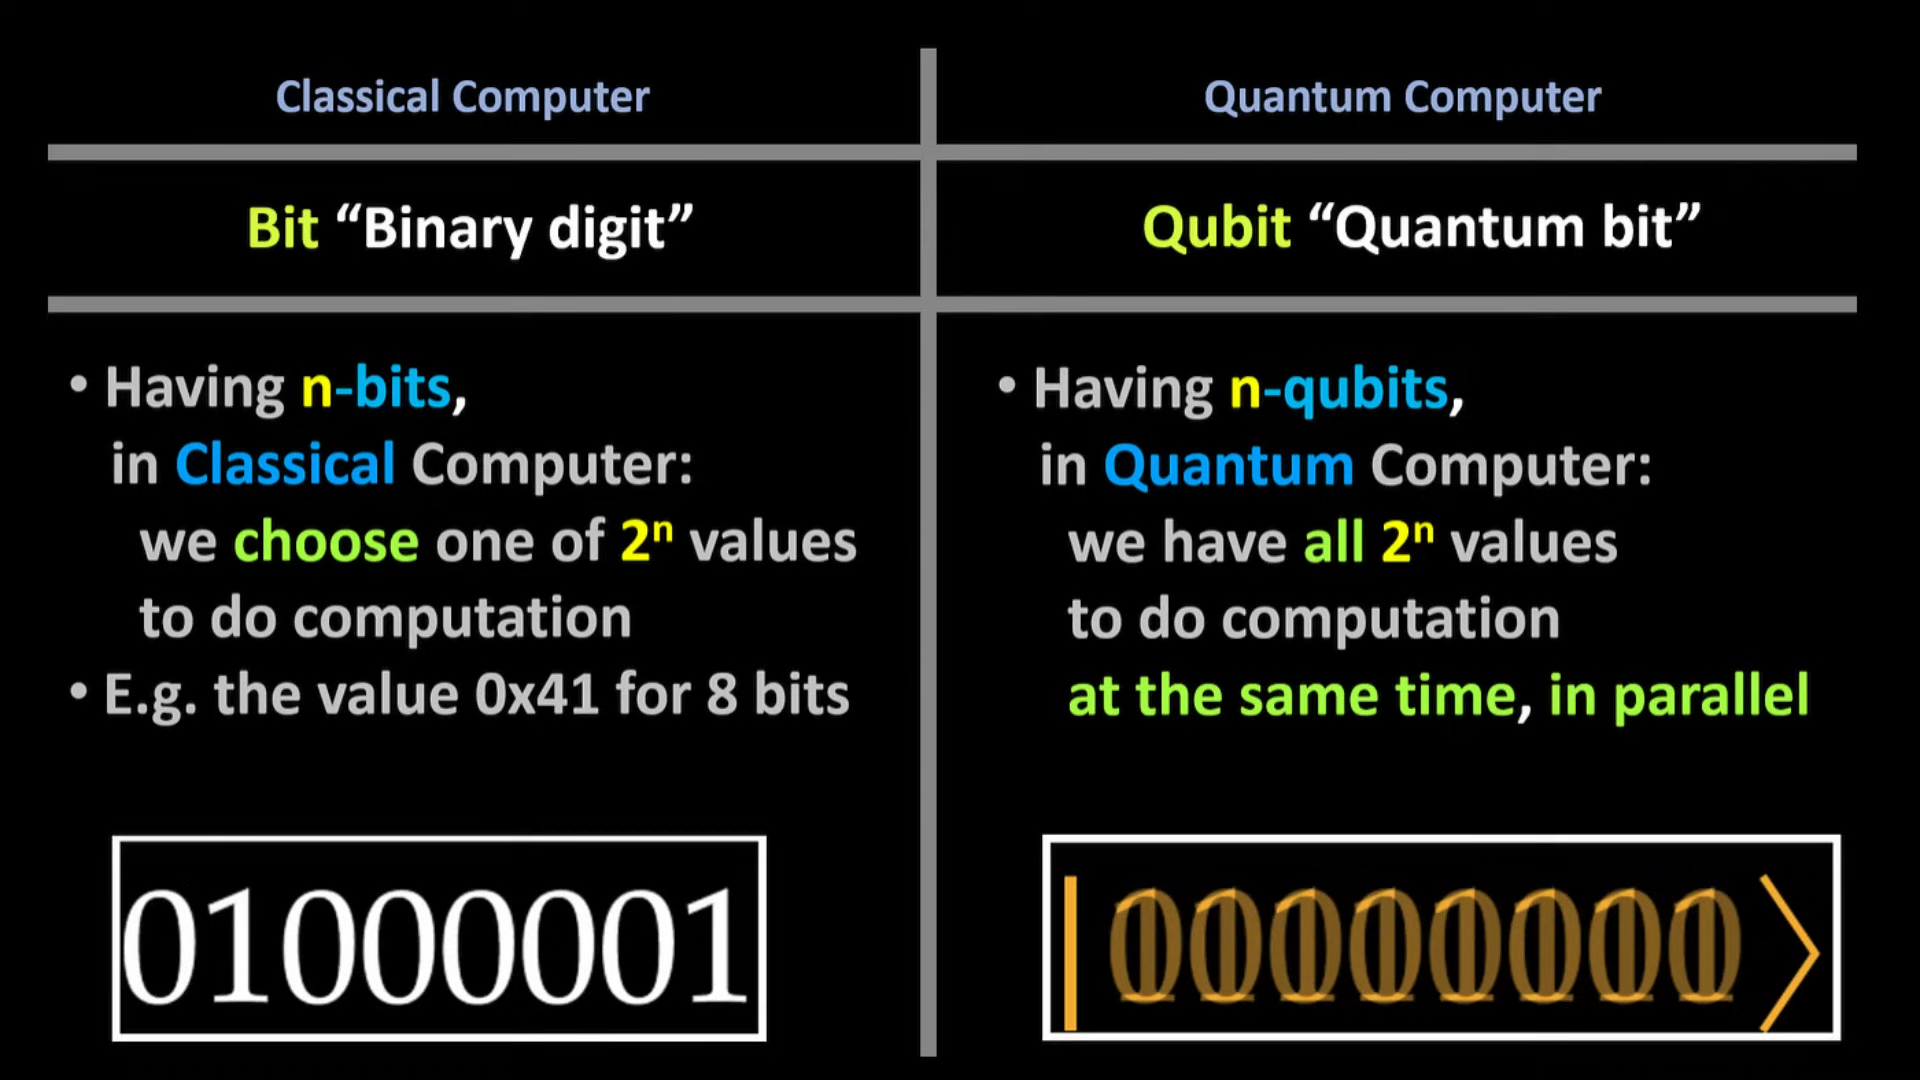 Classical Computer
Quantum Computer
Bit “Binary digit”
Qubit “Quantum bit”
• Having n-bits,
in Classical Computer:
we choose one of 2ⁿ values
to do computation
• E.g. the value 0x41 for 8 bits
01000001
• Having n-qubits,
in Quantum Computer:
we have all 2ⁿ values
to do computation
at the same time, in parallel